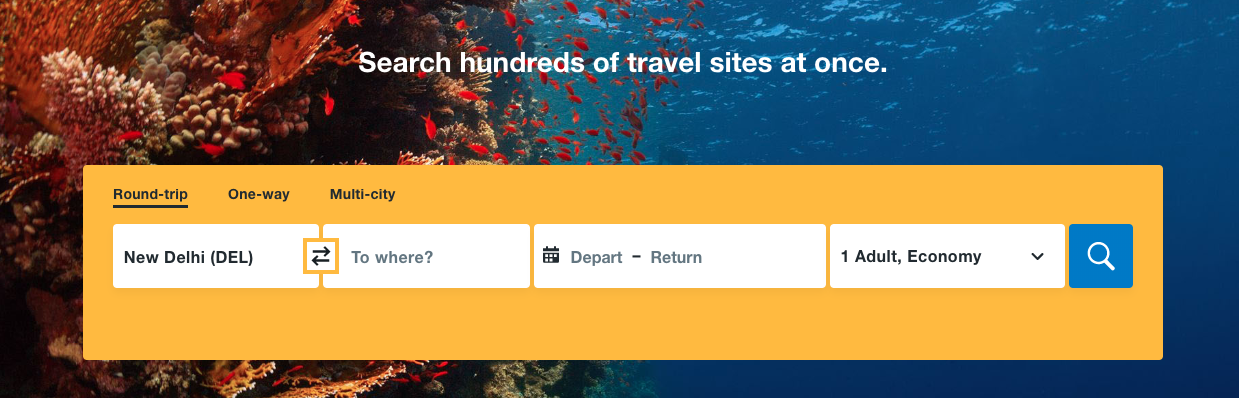 Search hundreds of travel sites at once.
Round-trip One-way Multi-city
New Delhi (DEL) To where? Depart – Return 1 Adult, Economy